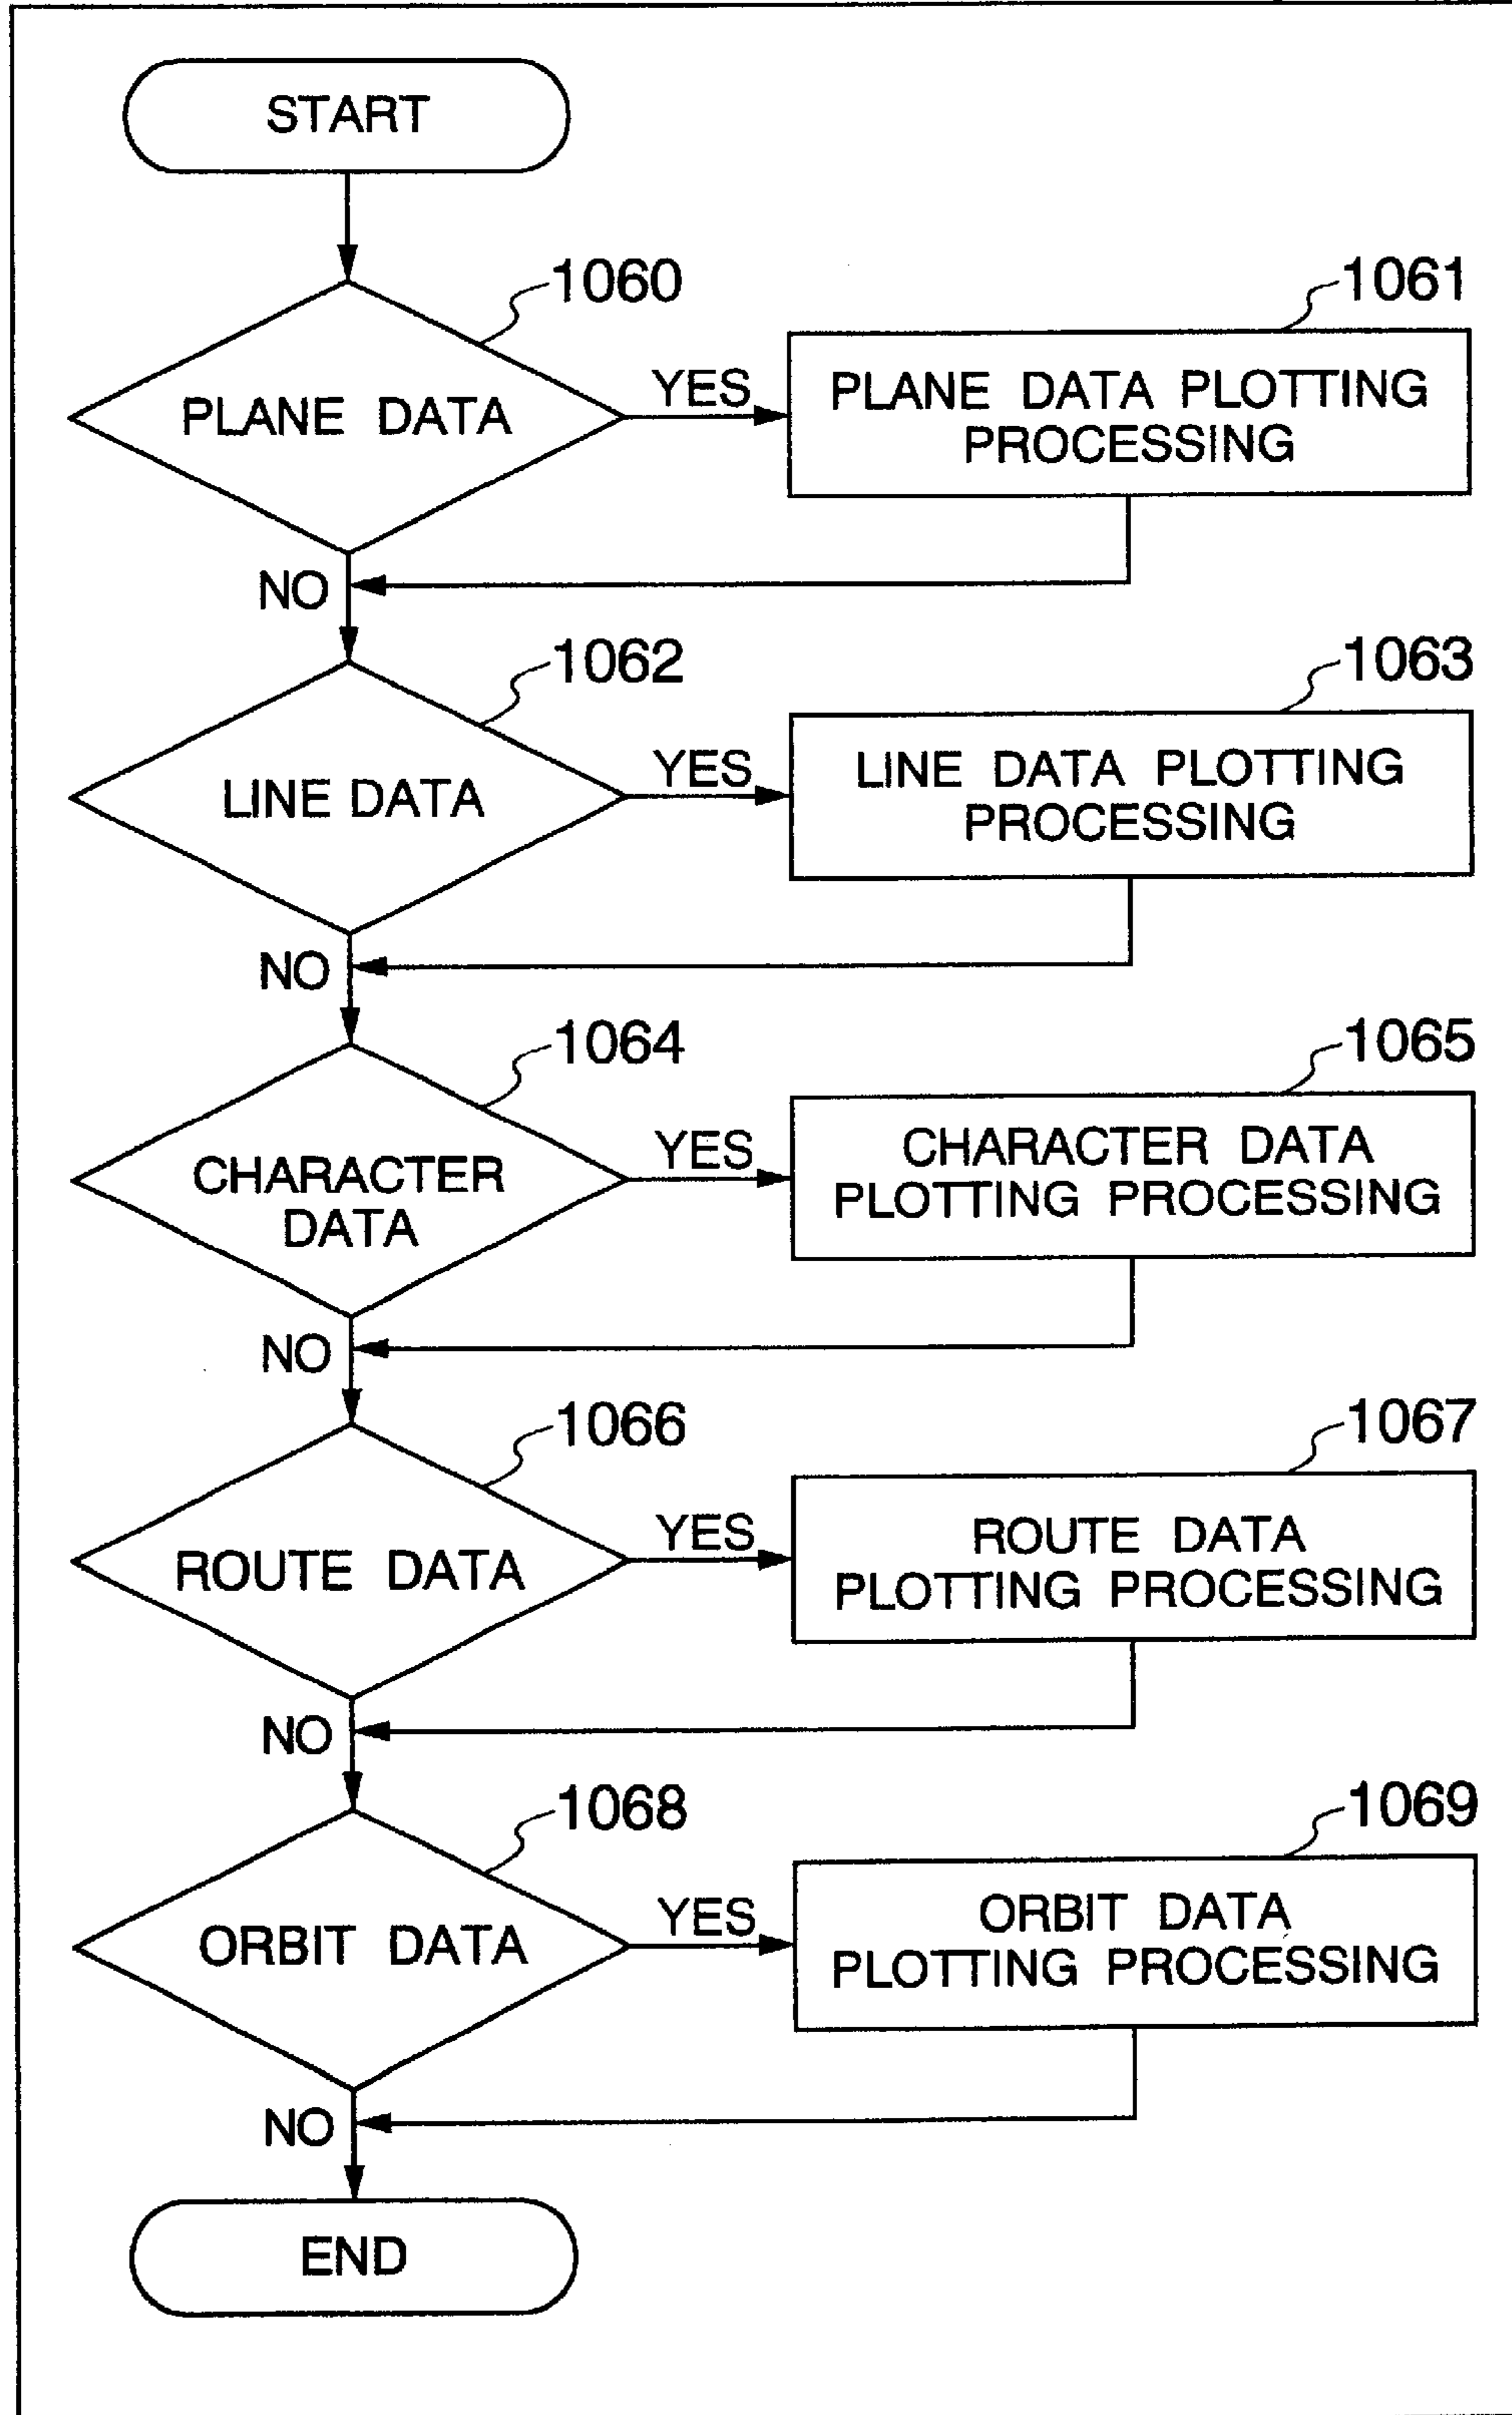 START
1060
1061
PLANE DATA
YES
PLANE DATA PLOTTING
PROCESSING
NO
1062
1063
LINE DATA
YES
LINE DATA PLOTTING
PROCESSING
NO
1064
1065
CHARACTER
DATA
YES
CHARACTER DATA
PLOTTING PROCESSING
NO
1066
1067
ROUTE DATA
YES
ROUTE DATA
PLOTTING PROCESSING
NO
1068
1069
ORBIT DATA
YES
ORBIT DATA
PLOTTING PROCESSING
NO
END